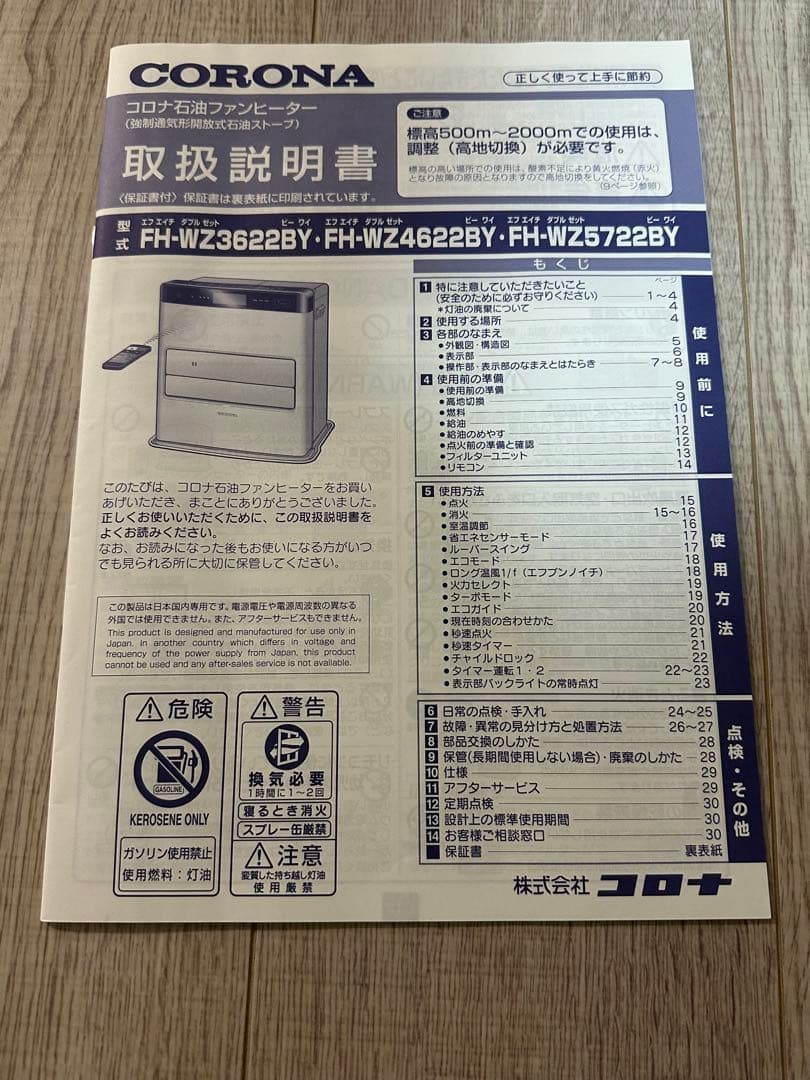 CORONA
正しく使って上手に節約
コロナ石油ファンヒーター
(強制通気形開放式石油ストーブ)
取扱説明書
〈保証書付〉保証書は裏表紙に印刷されています。
ご注意
標高500m~2000mでの使用は、
調整(高地切換)が必要です。
標高の高い場所での使用は、酸素不足により黄火燃焼(赤火)
となり故障の原因となりますので高地切換をしてください。
(9ページ参照)
型式
エフ エイチ ダブル ゼット ビー ワイ エフ エイチ ダブル ゼット ビー ワイ エフ エイチ ダブル ゼット ビー ワイ
FH-WZ3622BY・FH-WZ4622BY・FH-WZ5722BY
このたびは、コロナ石油ファンヒーターをお買い
あげいただき、まことにありがとうございました。
正しくお使いいただくために、この取扱説明書を
よくお読みください。
なお、お読みになった後もお使いになる方がいつ
でも見られる所に大切に保管してください。
この製品は日本国内専用です。電源電圧や電源周波数の異なる
外国では使用できません。また、アフターサービスもできません。
This product is designed and manufactured for use only in
Japan. In another country which differs in voltage and
frequency of the power supply from Japan, this product
cannot be used and any after-sales service is not available.
危険
GASOLINE
KEROSENE ONLY
ガソリン使用禁止
使用燃料:灯油
警告
換気必要
1時間に1~2回
寝るとき消火
スプレー缶厳禁
注意
変質した持ち越し灯油
使用厳禁
もくじ
ページ
1 特に注意していただきたいこと
(安全のために必ずお守りください) 1~4
*灯油の廃棄について 4
2 使用する場所 4
3 各部のなまえ
●外観図・構造図 5
●表示部 6
●操作部・表示部のなまえとはたらき 7~8
4 使用前の準備
●使用前の準備 9
●高地切換 9
●燃料 10
●給油 11
●給油のめやす 12
●点火前の準備と確認 12
●フィルターユニット 13
●リモコン 14
使用前に
5 使用方法
●点火 15
●消火 15~16
●室温調節 16
●省エネセンサーモード 17
●ルーバースイング 17
●エコモード 18
●ロング温風1/f(エフブンノイチ) 18
●火力セレクト 19
●ターボモード 19
●エコガイド 20
●現在時刻の合わせかた 20
●秒速点火 21
●秒速タイマー 21
●チャイルドロック 22
●タイマー運転1・2 22~23
●表示部バックライトの常時点灯 23
使用方法
6 日常の点検・手入れ 24~25
7 故障・異常の見分け方と処置方法 26~27
8 部品交換のしかた 28
9 保管(長期間使用しない場合)・廃棄のしかた 28
10 仕様 29
11 アフターサービス 29
12 定期点検 30
13 設計上の標準使用期間 30
14 お客様ご相談窓口 30
■ 保証書 裏表紙
点検・その他
株式会社 コロナ